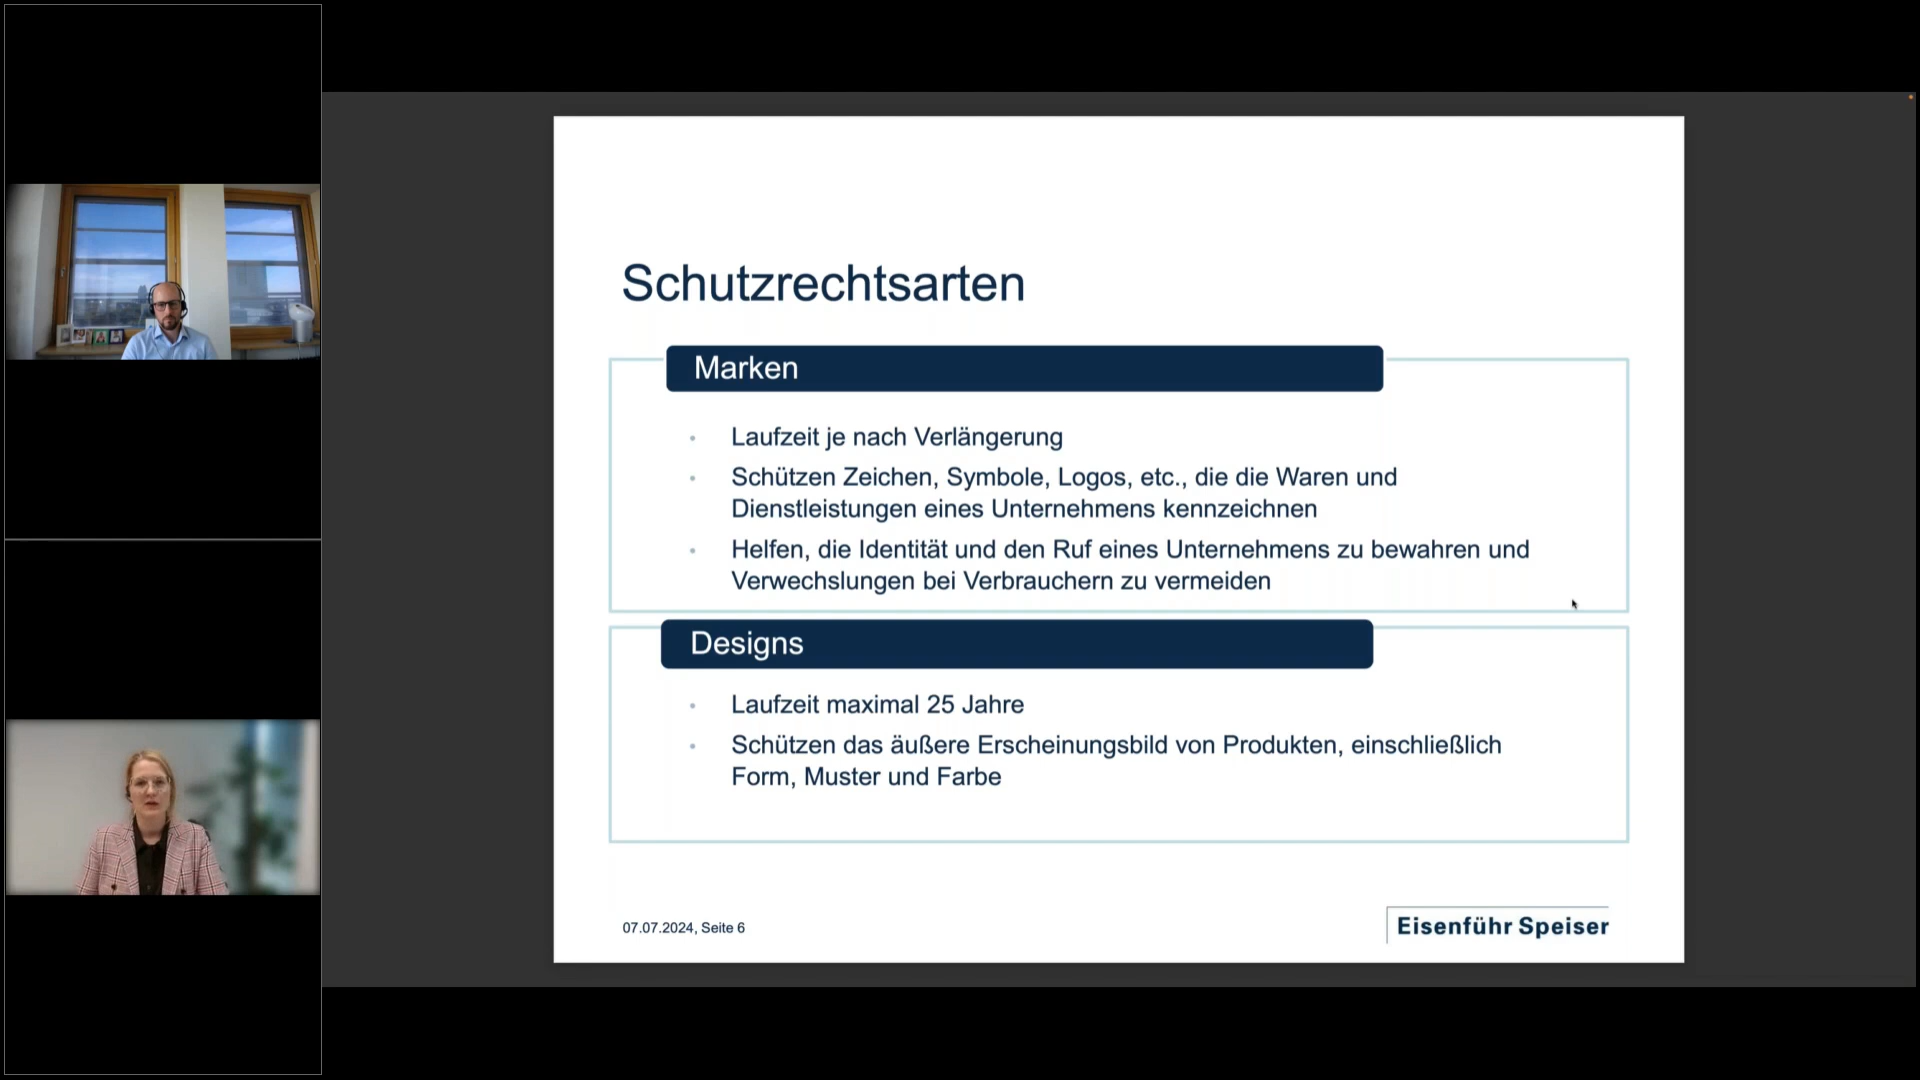 Schutzrechtsarten
Marken
• Laufzeit je nach Verlängerung
• Schützen Zeichen, Symbole, Logos, etc., die die Waren und
Dienstleistungen eines Unternehmens kennzeichnen
• Helfen, die Identität und den Ruf eines Unternehmens zu bewahren und
Verwechslungen bei Verbrauchern zu vermeiden
Designs
• Laufzeit maximal 25 Jahre
• Schützen das äußere Erscheinungsbild von Produkten, einschließlich
Form, Muster und Farbe
07.07.2024, Seite 6
Eisenführ Speiser